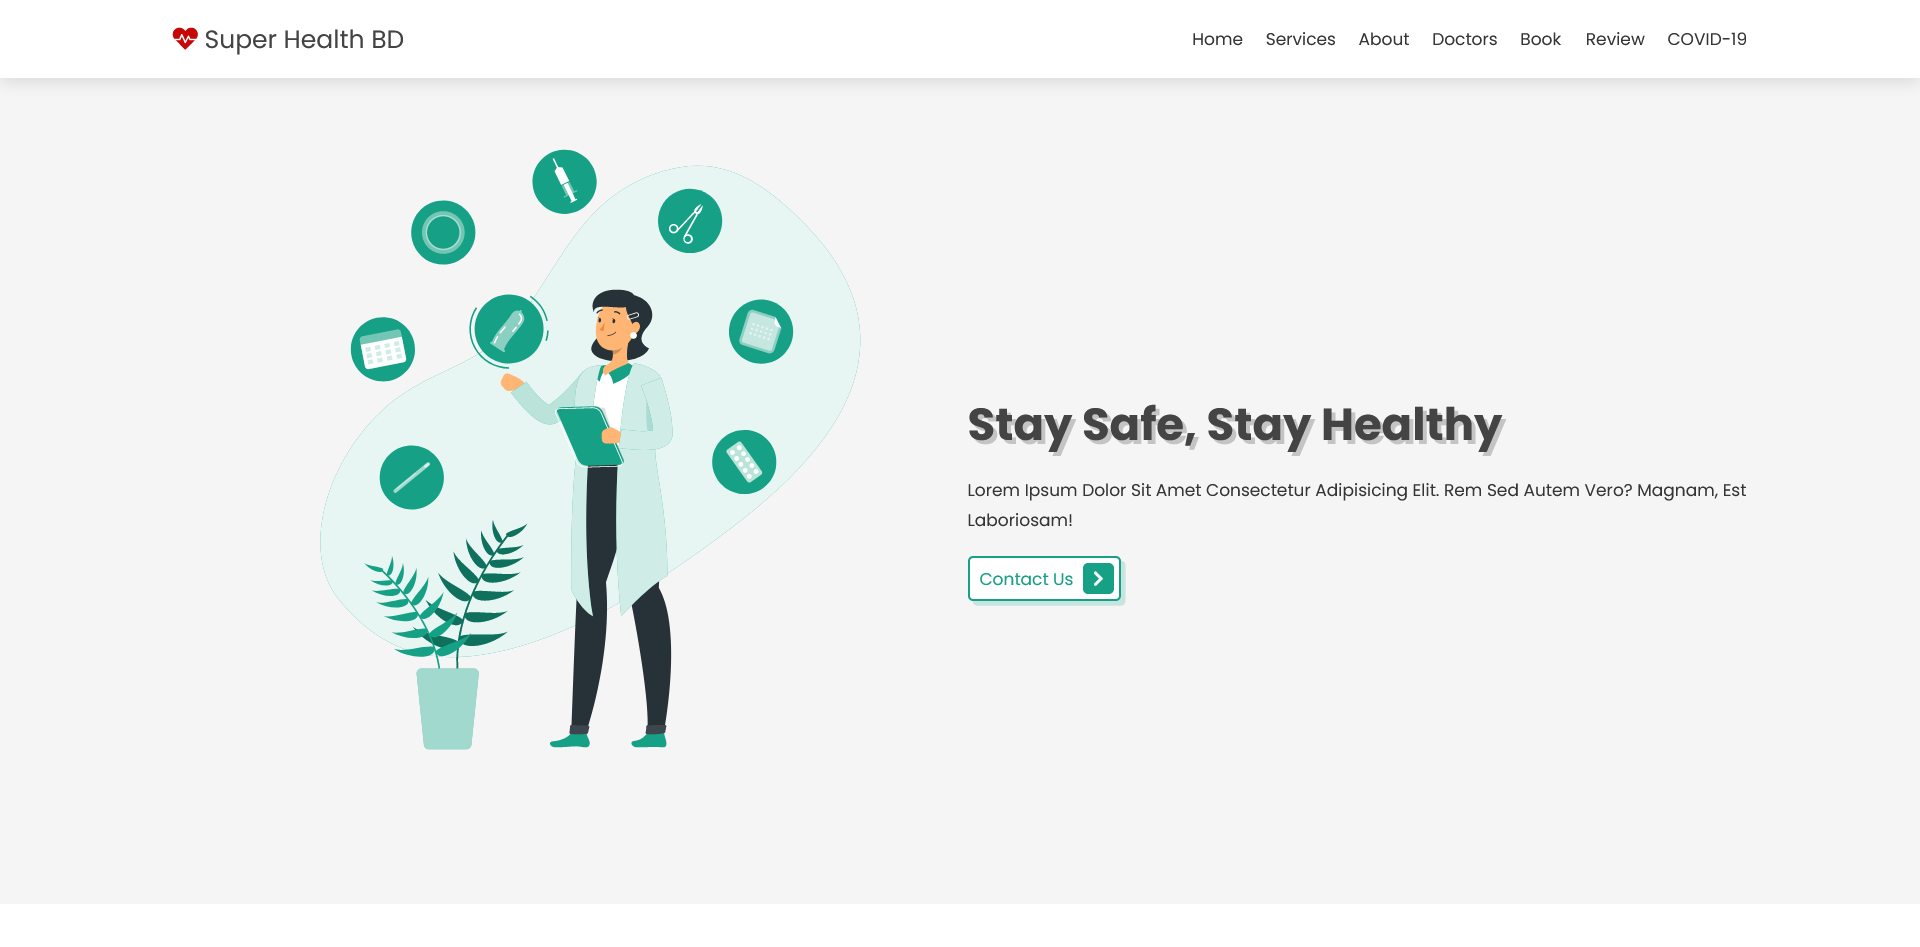 Super Health BD
Home Services About Doctors Book Review COVID-19
Stay Safe, Stay Healthy
Lorem Ipsum Dolor Sit Amet Consectetur Adipisicing Elit. Rem Sed Autem Vero? Magnam, Est
Laboriosam!
Contact Us